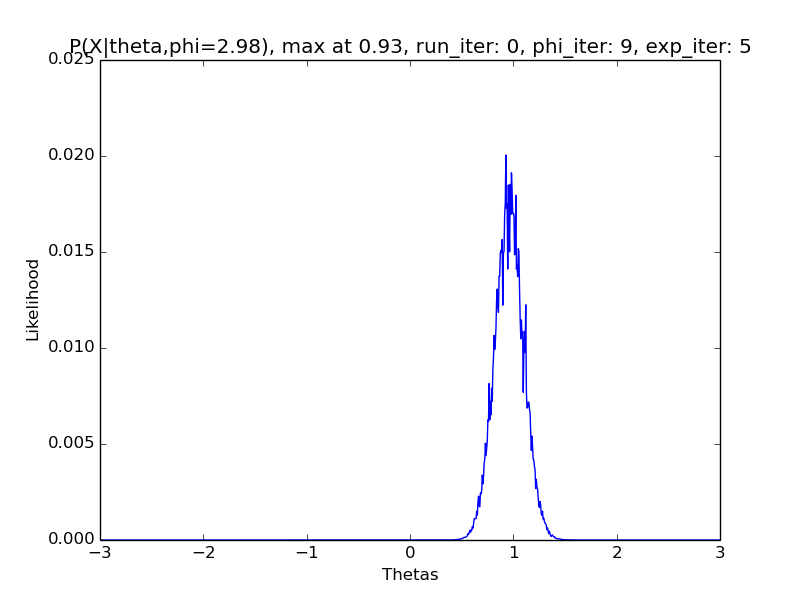 P(X|theta,phi=2.98), max at 0.93, run_iter: 0, phi_iter: 9, exp_iter: 5
0.025
0.020
0.015
0.010
0.005
0.000
Likelihood
−3 −2 −1 0 1 2 3
Thetas